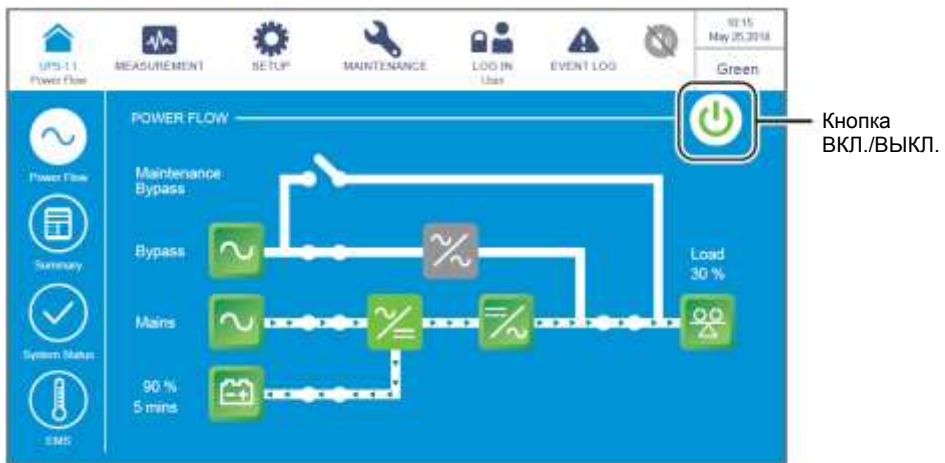 02:15
May 25,2018
UPS-1 1
Power Flow
MEASUREMENT
SETUP
MAINTENANCE
LOG IN
User
EVENT LOG
Green
POWER FLOW
Кнопка
ВКЛ./ВЫКЛ.
Power Flow
Maintenance
Bypass
Summary
Bypass
Load
30 %
Mains
System Status
90 %
5 mins
EMS